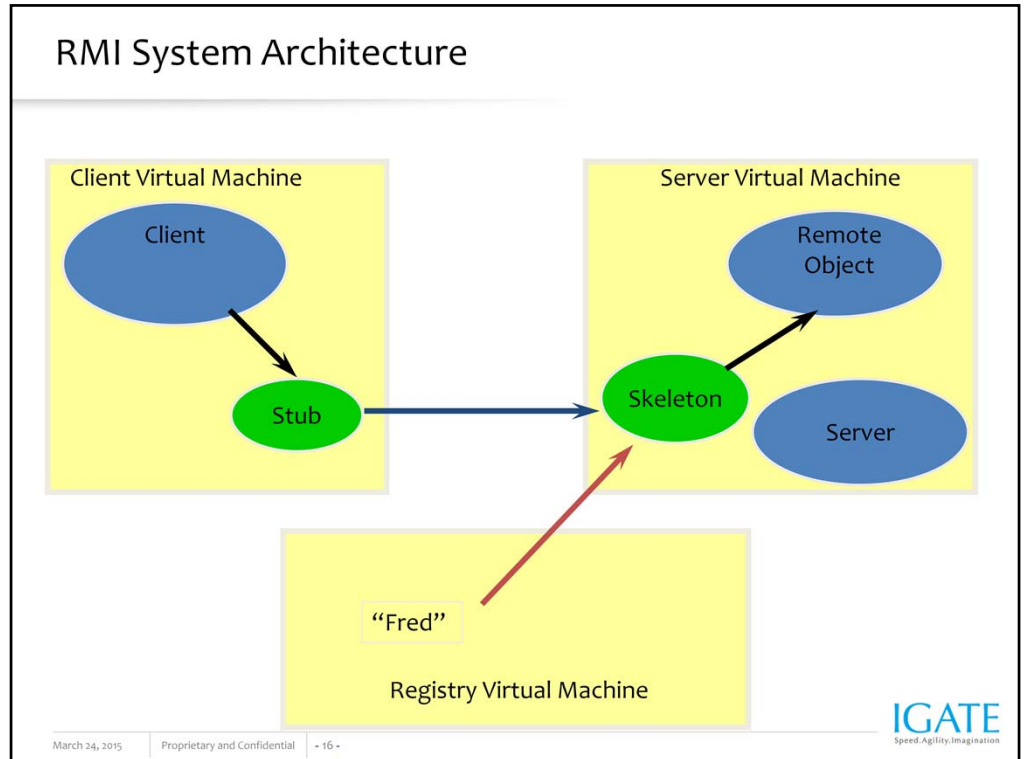 RMI System Architecture
Client Virtual Machine
Client
Stub
Server Virtual Machine
Remote
Object
Skeleton
Server
“Fred”
Registry Virtual Machine
March 24, 2015
Proprietary and Confidential
- 16 -
IGATE
Speed.Agility.Imagination